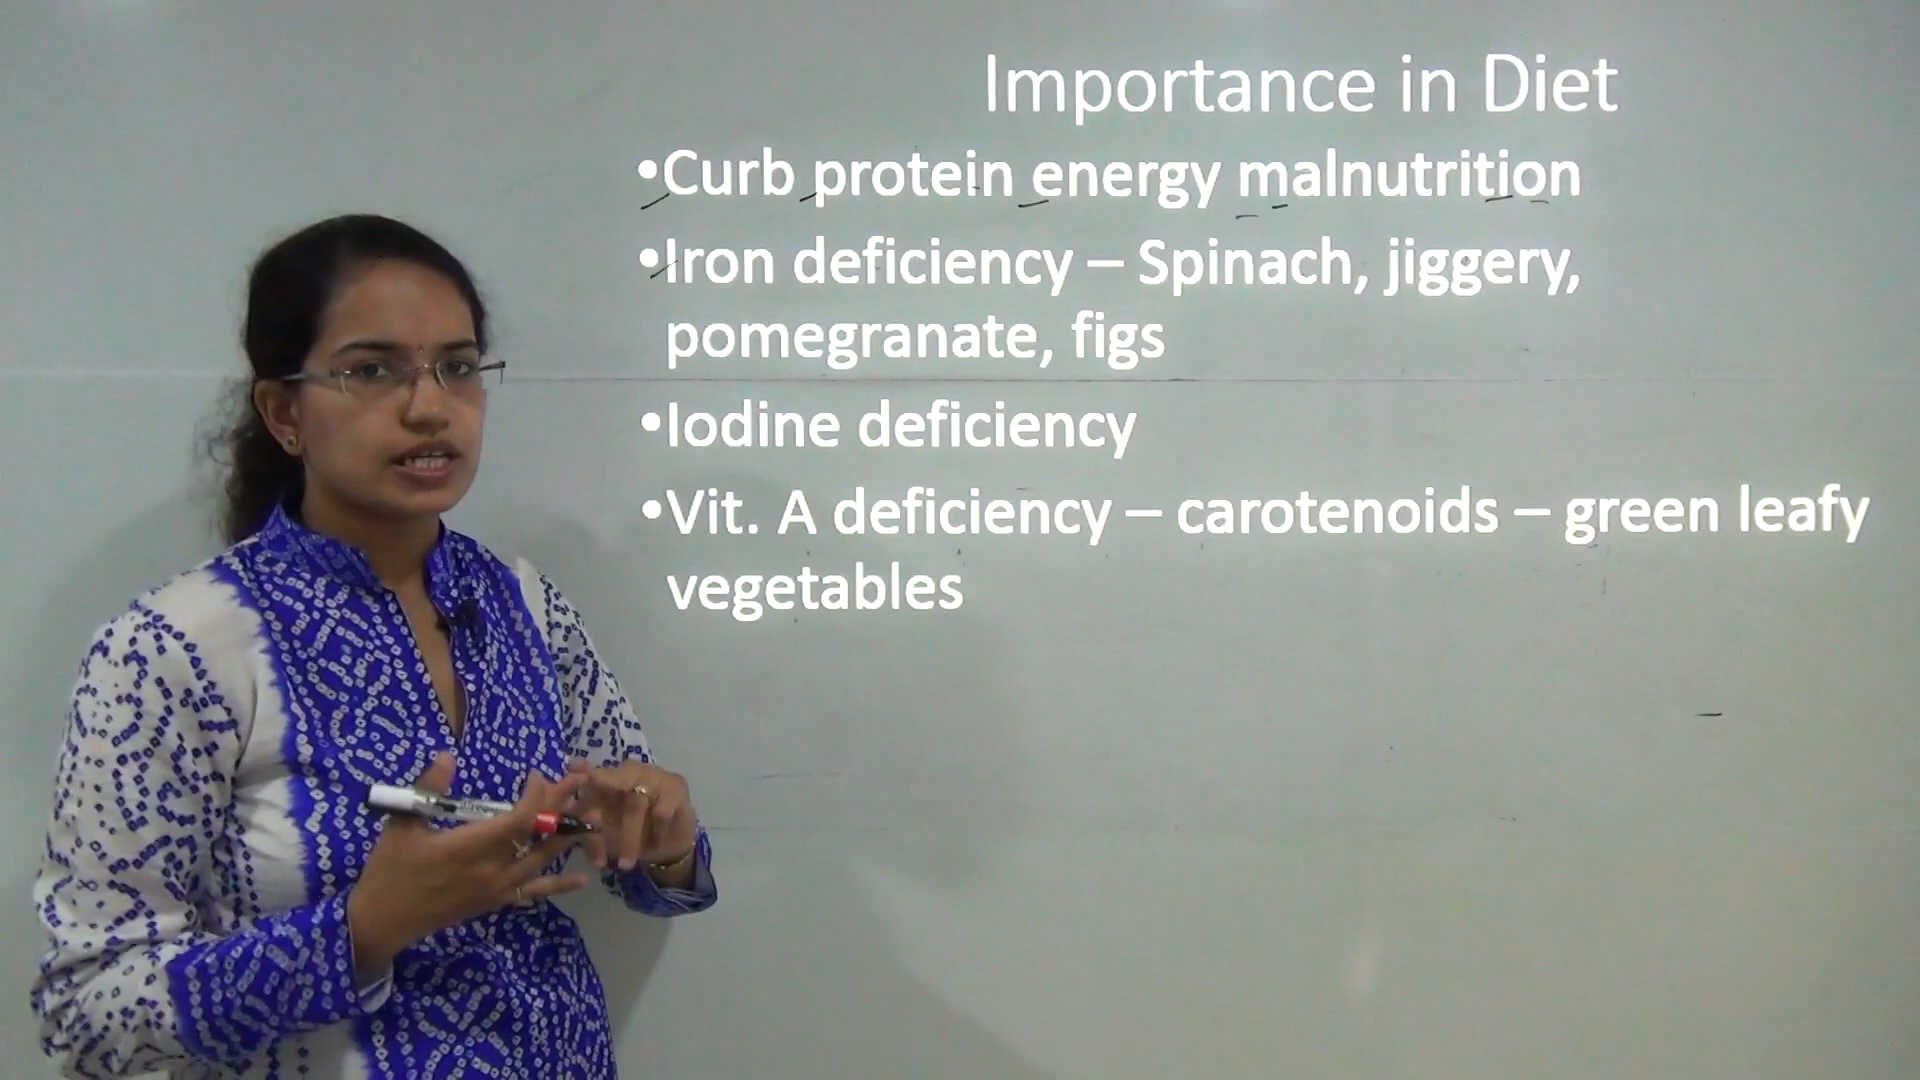 Importance in Diet
•Curb protein energy malnutrition
•Iron deficiency – Spinach, jiggery,
pomegranate, figs
•Iodine deficiency
•Vit. A deficiency – carotenoids – green leafy
vegetables